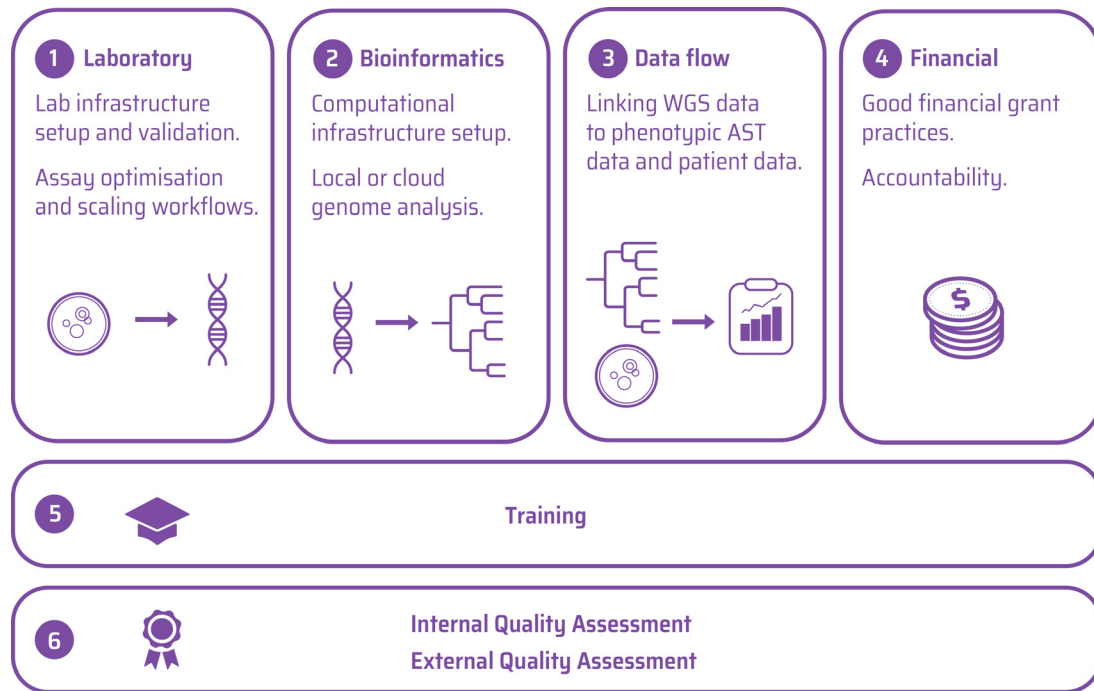 1 Laboratory
Lab infrastructure
setup and validation.
Assay optimisation
and scaling workflows.
2 Bioinformatics
Computational
infrastructure setup.
Local or cloud
genome analysis.
3 Data flow
Linking WGS data
to phenotypic AST
data and patient data.
4 Financial
Good financial grant
practices.
Accountability.
$
5
Training
6
Internal Quality Assessment
External Quality Assessment